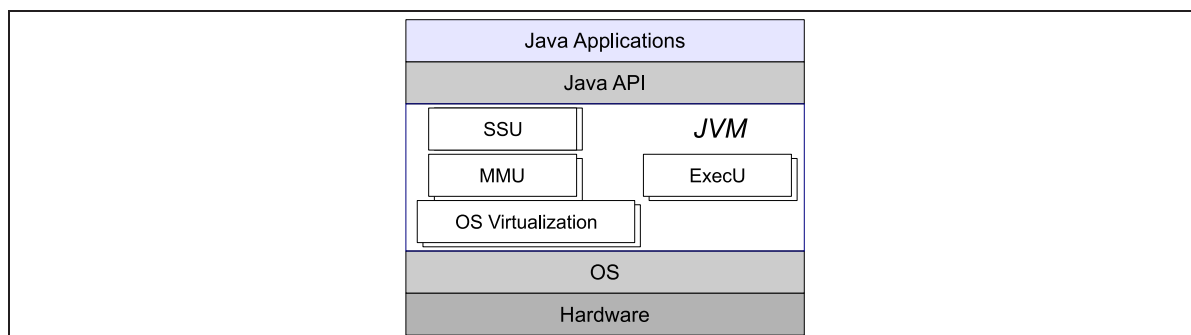 Java Applications
Java API
SSU
JVM
MMU
ExecU
OS Virtualization
OS
Hardware